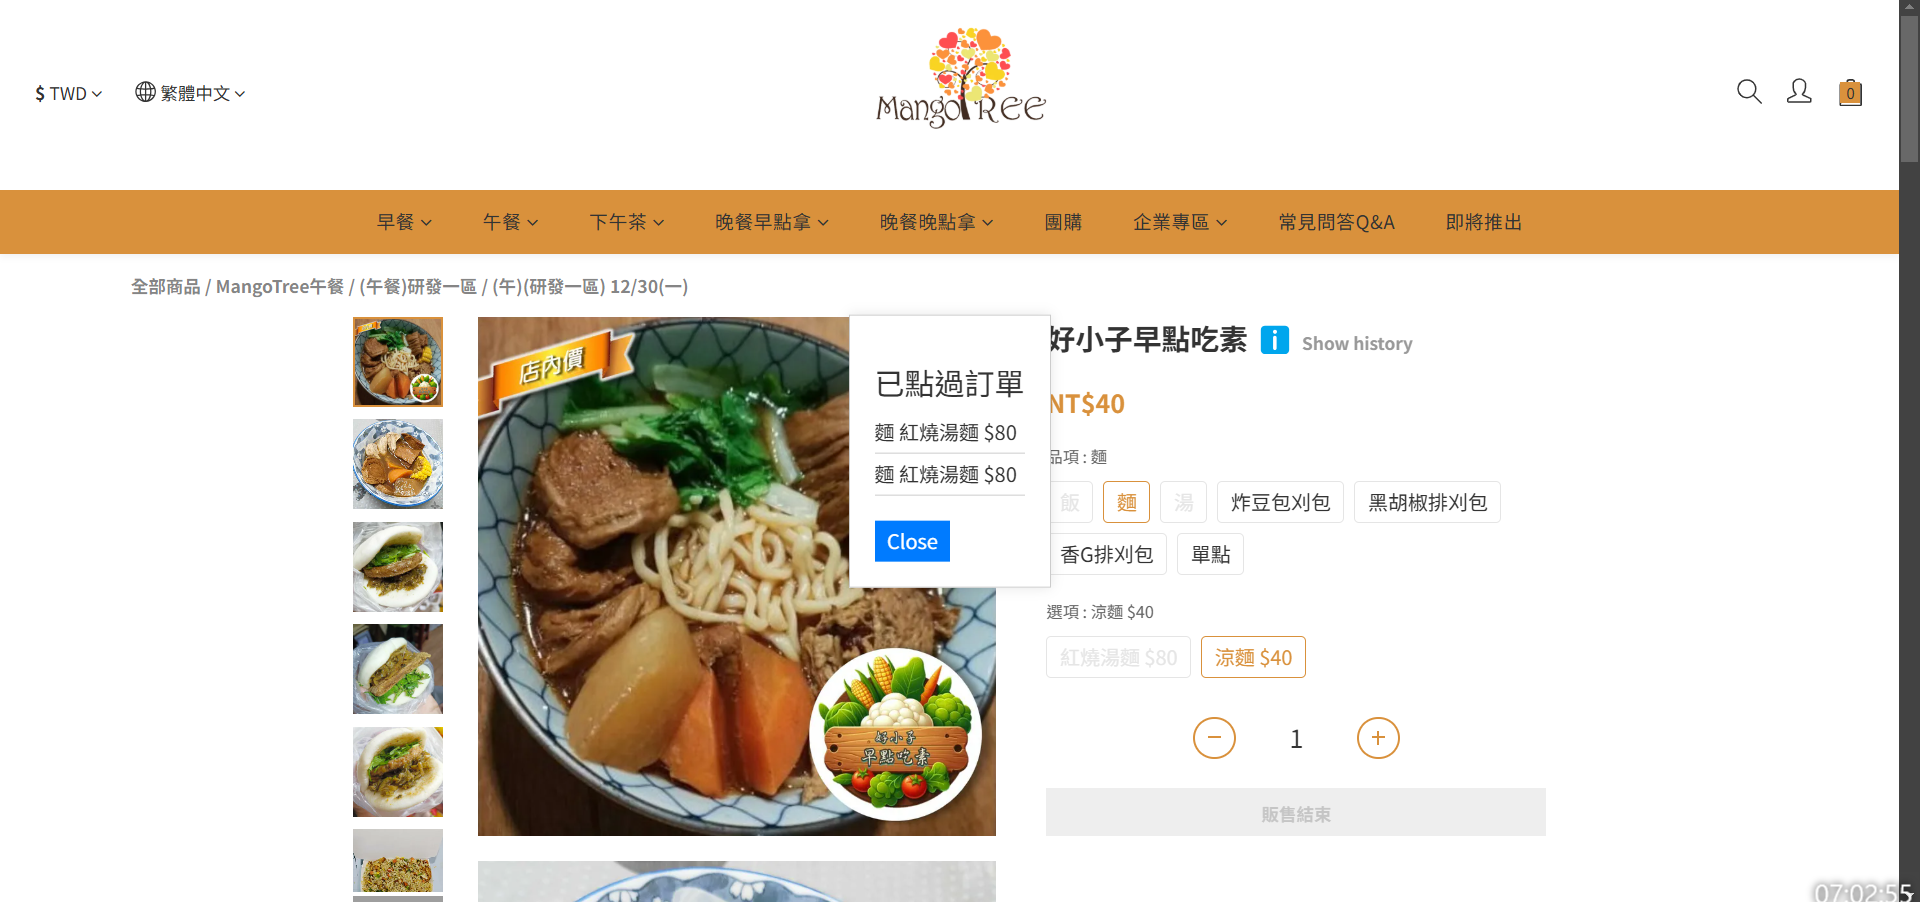 $ TWD
繁體中文
MangoTREE
0
早餐
午餐
下午茶
晚餐早點拿
晚餐晚點拿
團購
企業專區
常見問答Q&A
即將推出
全部商品 / MangoTree午餐 / (午餐)研發一區 / (午)(研發一區) 12/30(一)
店內價
好小子
早點吃素
已點過訂單
麵 紅燒湯麵 $80
麵 紅燒湯麵 $80
Close
好小子早點吃素 i Show history
NT$40
品項 : 麵
飯
麵
湯
炸豆包刈包
黑胡椒排刈包
香G排刈包
單點
選項 : 涼麵 $40
紅燒湯麵 $80
涼麵 $40
1
販售結束
07:02:55